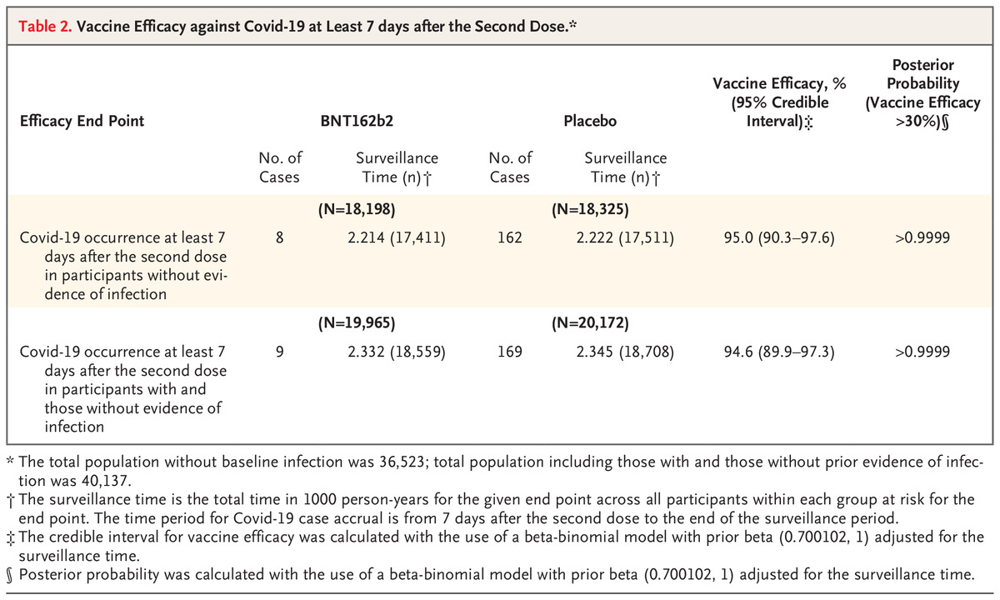 Table 2. Vaccine Efficacy against Covid-19 at Least 7 days after the Second Dose.*
Efficacy End Point BNT162b2 Placebo Vaccine Efficacy, % (95% Credible Interval)‡ Posterior Probability (Vaccine Efficacy >30%)§
No. of Cases Surveillance Time (n)† No. of Cases Surveillance Time (n)†
(N=18,198) (N=18,325)
Covid-19 occurrence at least 7 8 2.214 (17,411) 162 2.222 (17,511) 95.0 (90.3–97.6) >0.9999
days after the second dose
in participants without evi-
dence of infection
(N=19,965) (N=20,172)
Covid-19 occurrence at least 7 9 2.332 (18,559) 169 2.345 (18,708) 94.6 (89.9–97.3) >0.9999
days after the second dose
in participants with and
those without evidence of
infection
* The total population without baseline infection was 36,523; total population including those with and those without prior evidence of infec-
tion was 40,137.
† The surveillance time is the total time in 1000 person-years for the given end point across all participants within each group at risk for the
end point. The time period for Covid-19 case accrual is from 7 days after the second dose to the end of the surveillance period.
‡ The credible interval for vaccine efficacy was calculated with the use of a beta-binomial model with prior beta (0.700102, 1) adjusted for the
surveillance time.
§ Posterior probability was calculated with the use of a beta-binomial model with prior beta (0.700102, 1) adjusted for the surveillance time.